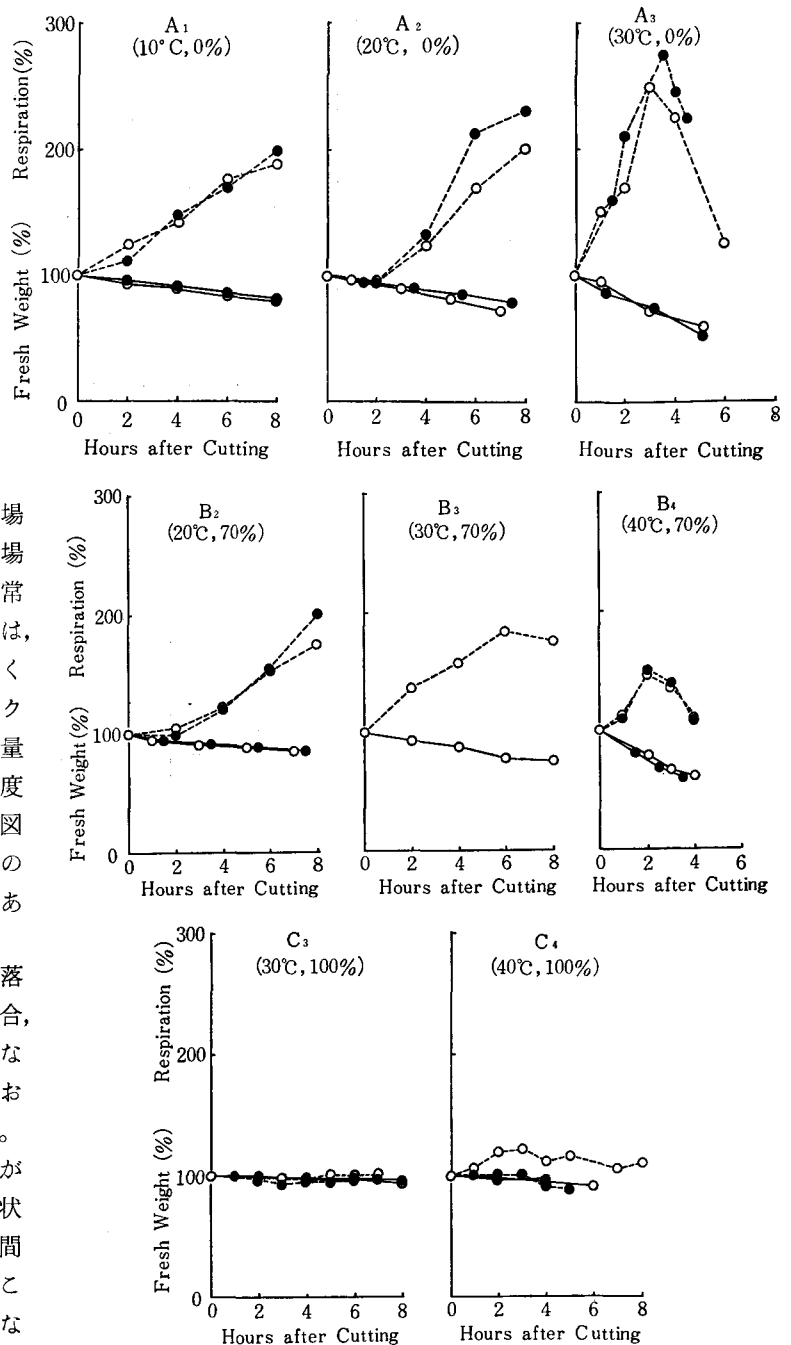 A₁
(10°C, 0%)
A₂
(20℃, 0%)
A₃
(30℃, 0%)
Respiration(%)
Fresh Weight (%)
300
200
100
0
0 2 4 6 8
Hours after Cutting
0 2 4 6 8
Hours after Cutting
0 2 4 6 8
Hours after Cutting
B₂
(20℃, 70%)
B₃
(30℃, 70%)
B₄
(40℃, 70%)
Respiration (%)
Fresh Weight(%)
300
200
100
0
0 2 4 6 8
Hours after Cutting
0 2 4 6 8
Hours after Cutting
0 2 4 6
Hours after Cutting
C₃
(30℃, 100%)
C₄
(40℃, 100%)
Respiration (%)
Fresh Weight (%)
300
200
100
0
0 2 4 6 8
Hours after Cutting
0 2 4 6 8
Hours after Cutting
場
場
常
は,
く
ク
量
度
図
の
あ
落
合,
な
お
。
が
状
間
こ
な